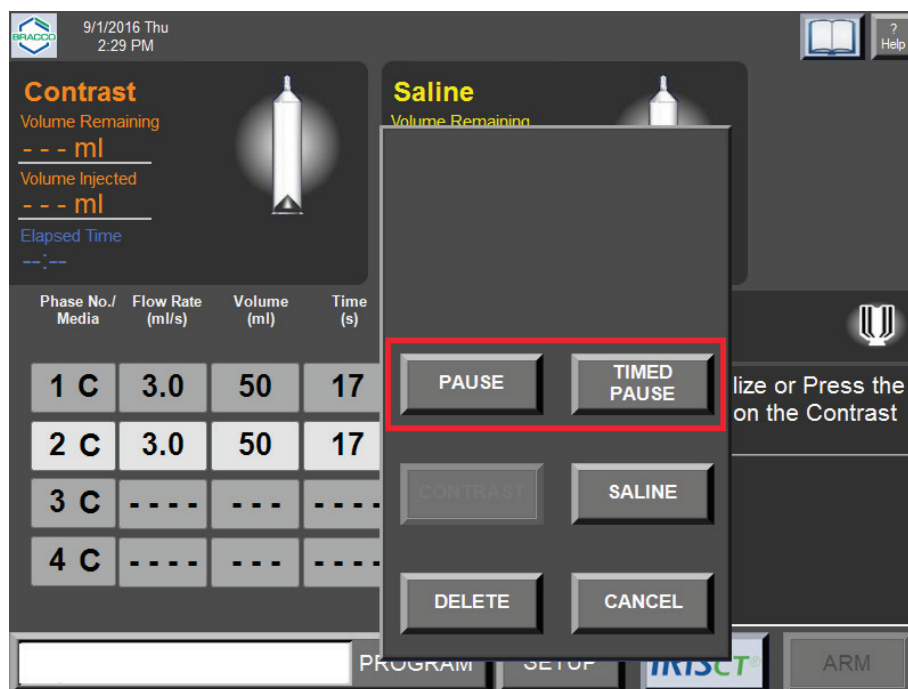 BRACCO
9/1/2016 Thu
2:29 PM
?
Help
Contrast
Volume Remaining
- - - ml
Volume Injected
- - - ml
Elapsed Time
--:--
Saline
Volume Remaining
Phase No./
Media
Flow Rate
(ml/s)
Volume
(ml)
Time
(s)
1 C 3.0 50 17
2 C 3.0 50 17
3 C - - - - - - - - - - -
4 C - - - - - - - - - - -
PAUSE
TIMED
PAUSE
CONTRAST
SALINE
DELETE
CANCEL
lize or Press the
on the Contrast
PROGRAM
SETUP
IRISCT®
ARM